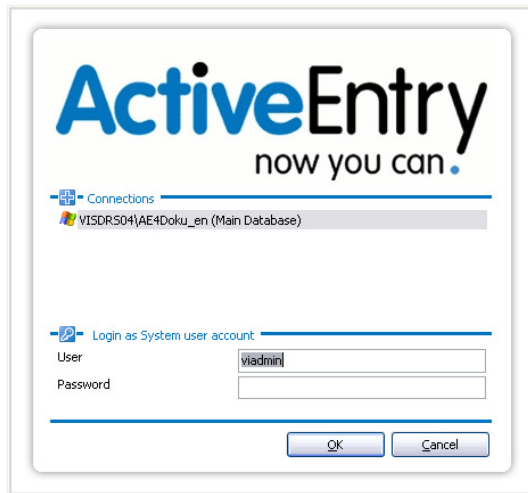 ActiveEntry
now you can.
Connections
VISDRS04\AE4Doku_en (Main Database)
Login as System user account
User viadmin
Password
OK Cancel